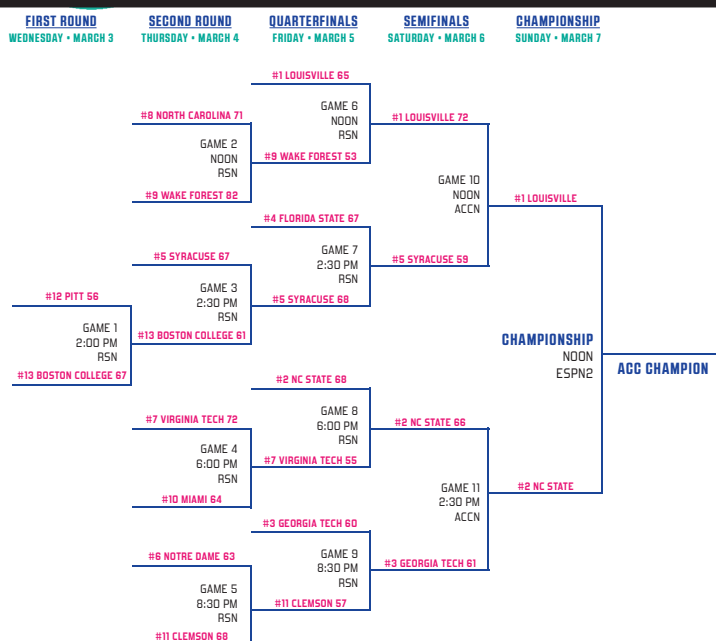 FIRST ROUND
WEDNESDAY • MARCH 3
SECOND ROUND
THURSDAY • MARCH 4
QUARTERFINALS
FRIDAY • MARCH 5
SEMIFINALS
SATURDAY • MARCH 6
CHAMPIONSHIP
SUNDAY • MARCH 7
#12 PITT 56
GAME 1
2:00 PM
RSN
#13 BOSTON COLLEGE 67
#8 NORTH CAROLINA 71
GAME 2
NOON
RSN
#9 WAKE FOREST 82
#5 SYRACUSE 67
GAME 3
2:30 PM
RSN
#13 BOSTON COLLEGE 61
#7 VIRGINIA TECH 72
GAME 4
6:00 PM
RSN
#10 MIAMI 64
#6 NOTRE DAME 63
GAME 5
8:30 PM
RSN
#11 CLEMSON 68
#1 LOUISVILLE 65
GAME 6
NOON
RSN
#9 WAKE FOREST 53
#4 FLORIDA STATE 67
GAME 7
2:30 PM
RSN
#5 SYRACUSE 68
#2 NC STATE 68
GAME 8
6:00 PM
RSN
#7 VIRGINIA TECH 55
#3 GEORGIA TECH 60
GAME 9
8:30 PM
RSN
#11 CLEMSON 57
#1 LOUISVILLE 72
GAME 10
NOON
ACCN
#5 SYRACUSE 59
#2 NC STATE 66
GAME 11
2:30 PM
ACCN
#3 GEORGIA TECH 61
#1 LOUISVILLE
CHAMPIONSHIP
NOON
ESPN2
#2 NC STATE
ACC CHAMPION